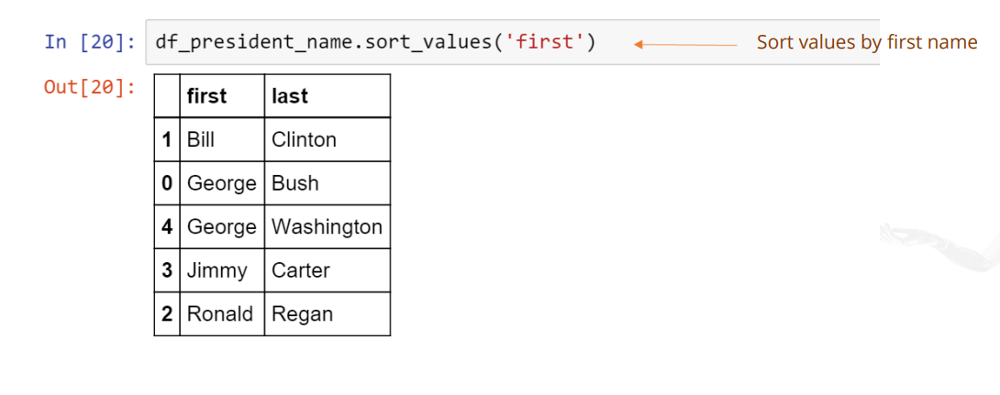 In [20]: df_president_name.sort_values('first') Sort values by first name
Out[20]:
first last
1 Bill Clinton
0 George Bush
4 George Washington
3 Jimmy Carter
2 Ronald Regan